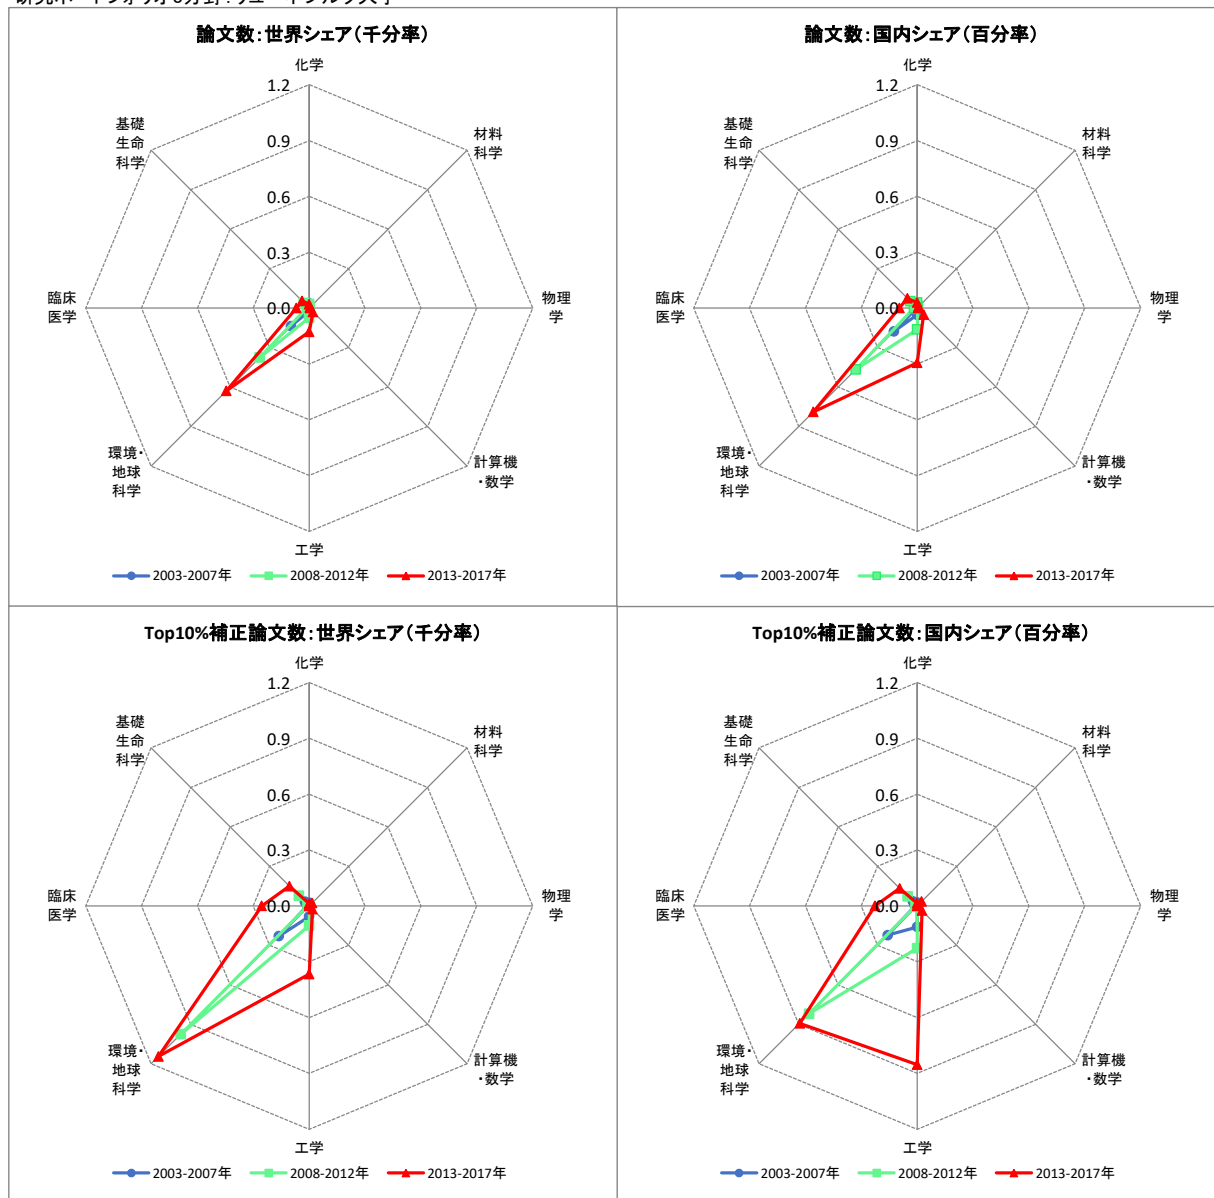 論文数：世界シェア（千分率）
化学
1.2
0.9
0.6
0.3
0.0
材料
科学
物理
学
計算機
・数学
工学
環境・
地球
科学
臨床
医学
基礎
生命
科学
2003-2007年 2008-2012年 2013-2017年
論文数：国内シェア（百分率）
化学
1.2
0.9
0.6
0.3
0.0
材料
科学
物理
学
計算機
・数学
工学
環境・
地球
科学
臨床
医学
基礎
生命
科学
2003-2007年 2008-2012年 2013-2017年
Top10%補正論文数：世界シェア（千分率）
化学
1.2
0.9
0.6
0.3
0.0
材料
科学
物理
学
計算機
・数学
工学
環境・
地球
科学
臨床
医学
基礎
生命
科学
2003-2007年 2008-2012年 2013-2017年
Top10%補正論文数：国内シェア（百分率）
化学
1.2
0.9
0.6
0.3
0.0
材料
科学
物理
学
計算機
・数学
工学
環境・
地球
科学
臨床
医学
基礎
生命
科学
2003-2007年 2008-2012年 2013-2017年